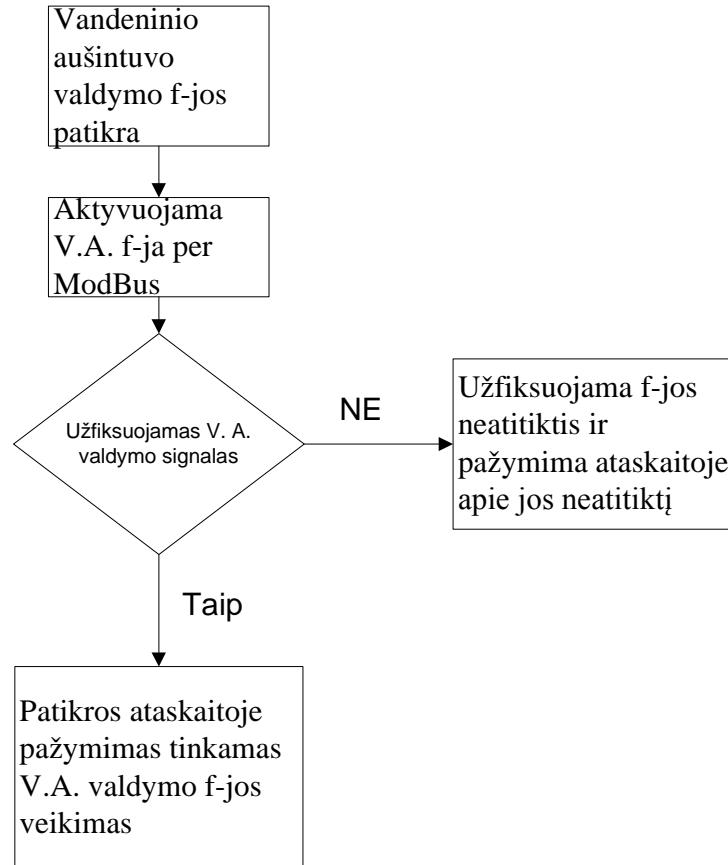 Vandeninio
aušintuvo
valdymo f-jos
patikra
Aktyvuojama
V.A. f-ja per
ModBus
Užfiksuojamas V. A.
valdymo signalas
NE
Užfiksuojama f-jos
neatitiktis ir
pažymima ataskaitoje
apie jos neatitiktį
Taip
Patikros ataskaitoje
pažymimas tinkamas
V.A. valdymo f-jos
veikimas